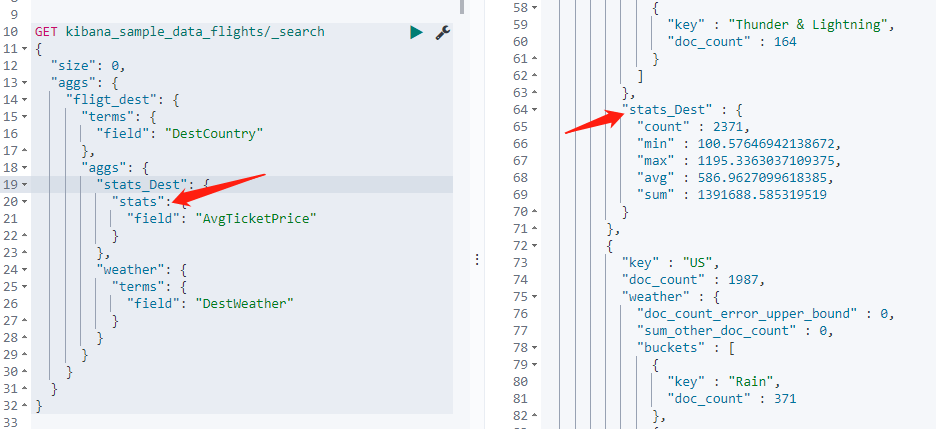 10 GET kibana_sample_data_flights/_search
11 {
12 "size": 0,
13 "aggs": {
14 "fligt_dest": {
15 "terms": {
16 "field": "DestCountry"
17 },
18 "aggs": {
19 "stats_Dest": {
20 "stats": {
21 "field": "AvgTicketPrice"
22 }
23 },
24 "weather": {
25 "terms": {
26 "field": "DestWeather"
27 }
28 }
29 }
30 }
31 }
32 }
33
58 {
59 "key" : "Thunder & Lightning",
60 "doc_count" : 164
61 }
62 ]
63 },
64 "stats_Dest" : {
65 "count" : 2371,
66 "min" : 100.57646942138672,
67 "max" : 1195.3363037109375,
68 "avg" : 586.9627099618385,
69 "sum" : 1391688.585319519
70 }
71 },
72 {
73 "key" : "US",
74 "doc_count" : 1987,
75 "weather" : {
76 "doc_count_error_upper_bound" : 0,
77 "sum_other_doc_count" : 0,
78 "buckets" : [
79 {
80 "key" : "Rain",
81 "doc_count" : 371
82 },